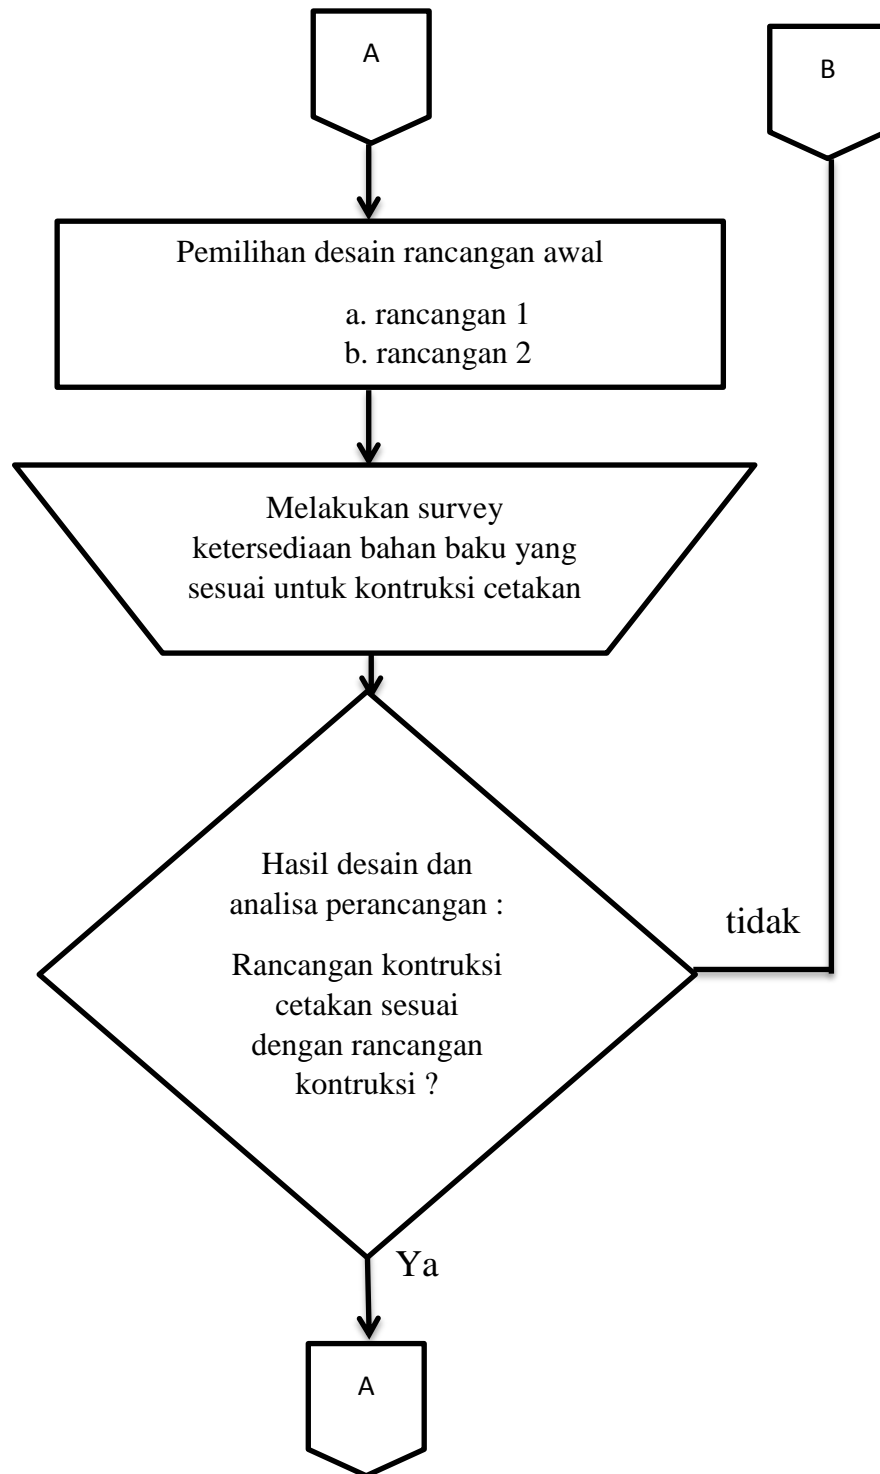 A
B
Pemilihan desain rancangan awal
a. rancangan 1
b. rancangan 2
Melakukan survey
ketersediaan bahan baku yang
sesuai untuk kontruksi cetakan
Hasil desain dan
analisa perancangan :
Rancangan kontruksi
cetakan sesuai
dengan rancangan
kontruksi ?
tidak
Ya
A